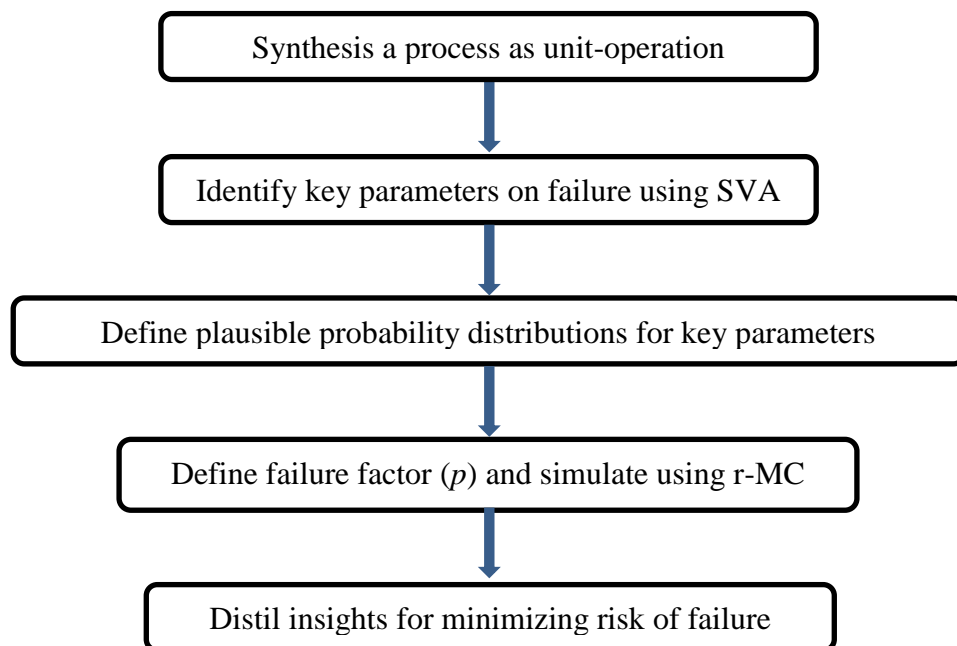 Synthesis a process as unit-operation
Identify key parameters on failure using SVA
Define plausible probability distributions for key parameters
Define failure factor (p) and simulate using r-MC
Distil insights for minimizing risk of failure